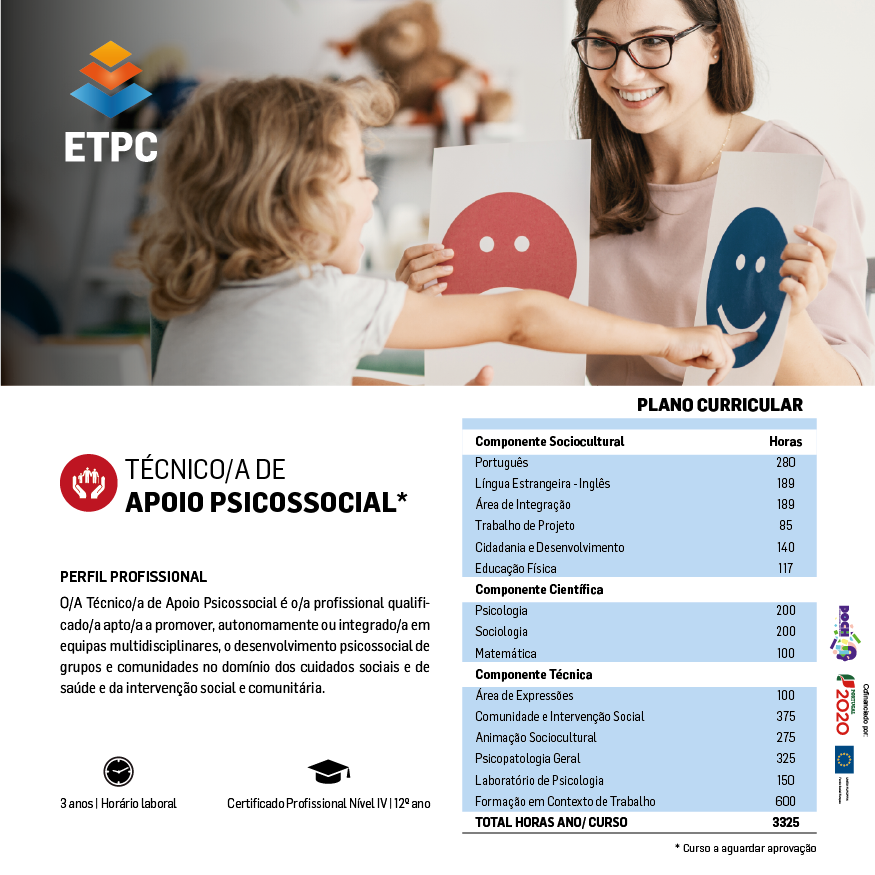 ETPC
TÉCNICO/A DE
APOIO PSICOSSOCIAL*
PERFIL PROFISSIONAL
O/A Técnico/a de Apoio Psicossocial é o/a profissional qualifi-
cado/a apto/a a promover, autonomamente ou integrado/a em
equipas multidisciplinares, o desenvolvimento psicossocial de
grupos e comunidades no domínio dos cuidados sociais e de
saúde e da intervenção social e comunitária.
3 anos | Horário laboral
Certificado Profissional Nível IV | 12º ano
PLANO CURRICULAR
Componente Sociocultural Horas
Português 280
Língua Estrangeira - Inglês 189
Área de Integração 189
Trabalho de Projeto 85
Cidadania e Desenvolvimento 140
Educação Física 117
Componente Científica
Psicologia 200
Sociologia 200
Matemática 100
Componente Técnica
Área de Expressões 100
Comunidade e Intervenção Social 375
Animação Sociocultural 275
Psicopatologia Geral 325
Laboratório de Psicologia 150
Formação em Contexto de Trabalho 600
TOTAL HORAS ANO/ CURSO 3325
* Curso a aguardar aprovação
Cofinanciado por:
POCH
PORTUGAL
2020